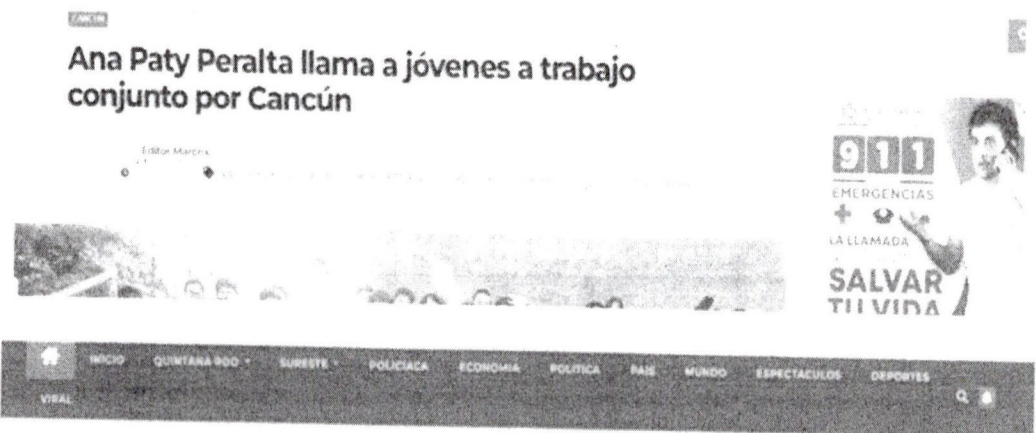 CANCÚN
Ana Paty Peralta llama a jóvenes a trabajo
conjunto por Cancún
Editor Marcrix
911
EMERGENCIAS
LA LLAMADA
SALVAR
TU VIDA
INICIO QUINTANA ROO SURESTE POLICIACA ECONOMIA POLITICA PAÍS MUNDO ESPECTACULOS DEPORTES
VIRAL